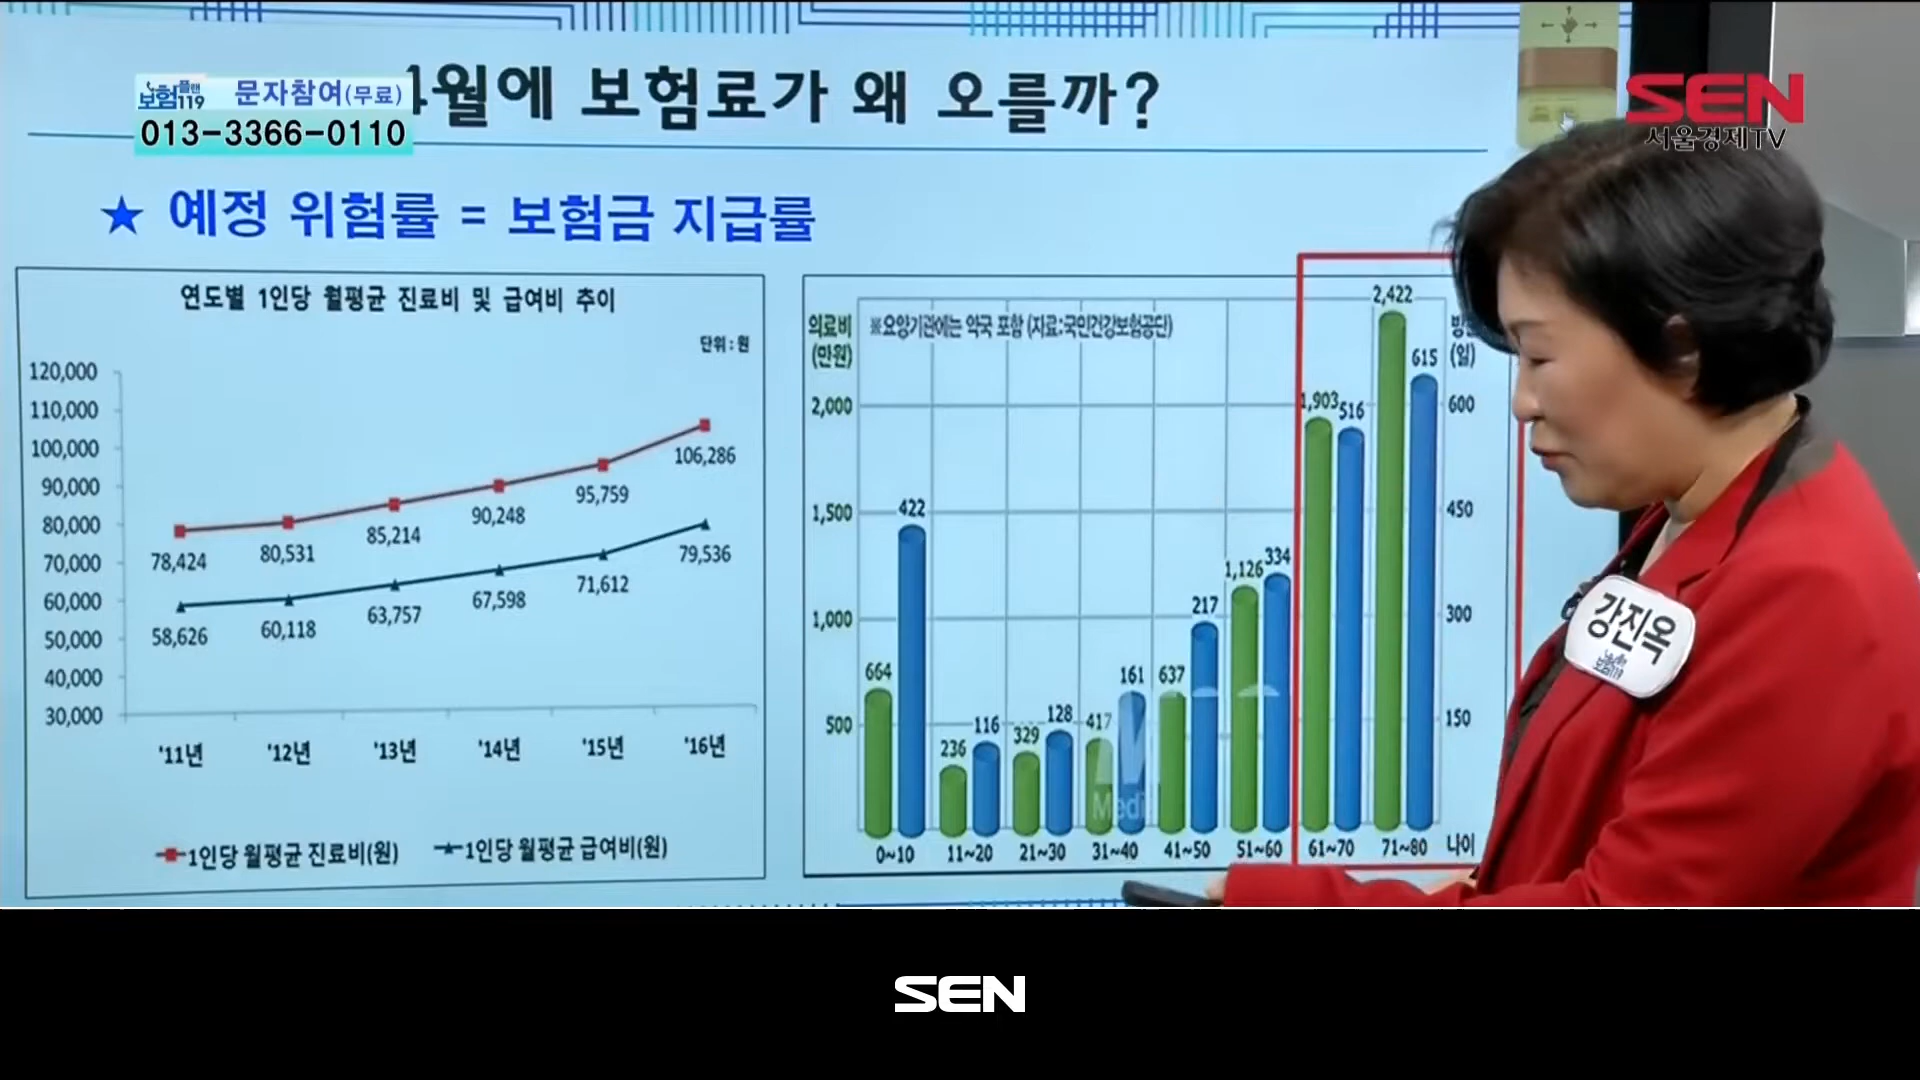 보험플랜119 문자참여(무료)
013-3366-0110
4월에 보험료가 왜 오를까?
SEN
서울경제TV
★ 예정 위험률 = 보험금 지급률
연도별 1인당 월평균 진료비 및 급여비 추이
단위 : 원
120,000
110,000
100,000
90,000
80,000
70,000
60,000
50,000
40,000
30,000
78,424 80,531 85,214 90,248 95,759 106,286
58,626 60,118 63,757 67,598 71,612 79,536
'11년 '12년 '13년 '14년 '15년 '16년
1인당 월평균 진료비(원) 1인당 월평균 급여비(원)
의료비
(만원)
※요양기관에는 약국 포함 (자료:국민건강보험공단)
(일)
2,000
1,500
1,000
500
600
450
300
150
664 422
236 116
329 128
417 161
637 217
1,126 334
1,903 516
2,422 615
0~10 11~20 21~30 31~40 41~50 51~60 61~70 71~80 나이
Medi
강진옥
보험119
SEN